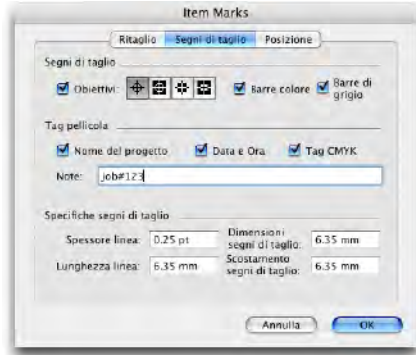 Item Marks
Ritaglio Segni di taglio Posizione
Segni di taglio
Obiettivi: Barre colore Barre di grigio
Tag pellicola
Nome del progetto Data e Ora Tag CMYK
Note: job#123
Specifiche segni di taglio
Spessore linea: 0.25 pt Dimensioni segni di taglio: 6.35 mm
Lunghezza linea: 6.35 mm Scostamento segni di taglio: 6.35 mm
Annulla OK